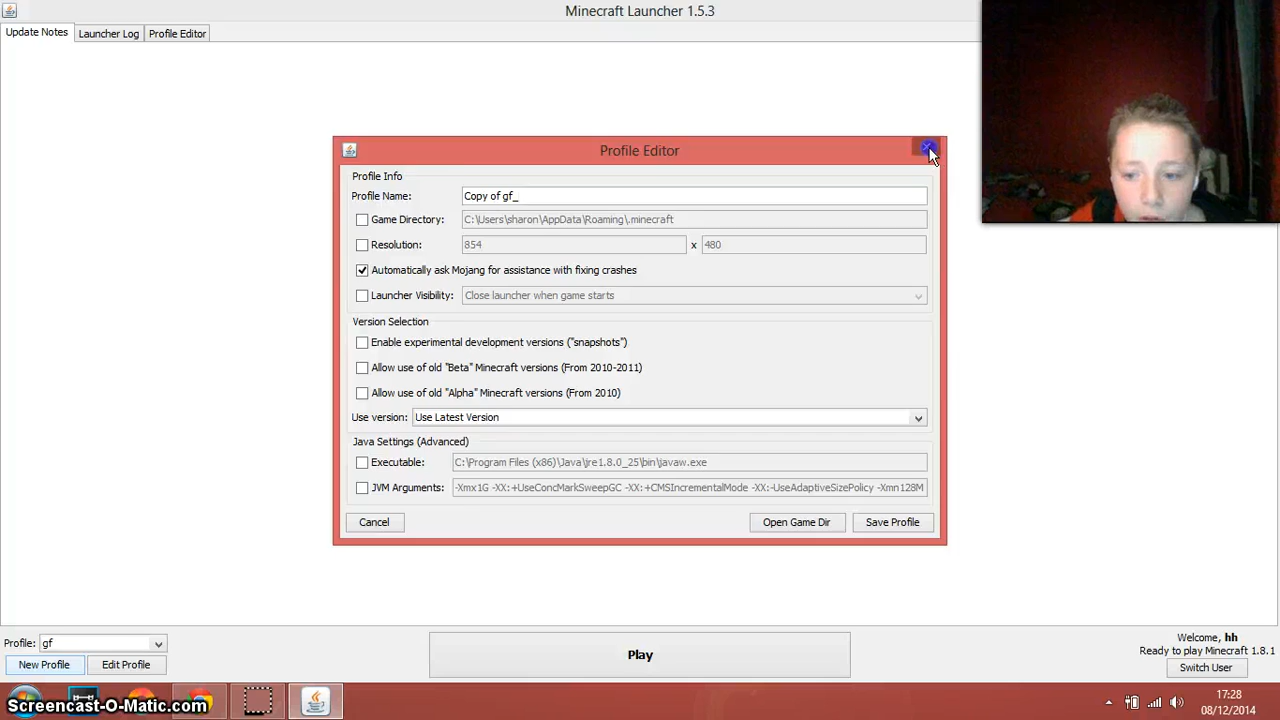 Minecraft Launcher 1.5.3
Update Notes Launcher Log Profile Editor
Profile Editor
Profile Info
Profile Name: Copy of gf_
Game Directory: C:\Users\sharon\AppData\Roaming\.minecraft
Resolution: 854 x 480
Automatically ask Mojang for assistance with fixing crashes
Launcher Visibility: Close launcher when game starts
Version Selection
Enable experimental development versions ("snapshots")
Allow use of old "Beta" Minecraft versions (From 2010-2011)
Allow use of old "Alpha" Minecraft versions (From 2010)
Use version: Use Latest Version
Java Settings (Advanced)
Executable: C:\Program Files (x86)\Java\jre1.8.0_25\bin\javaw.exe
JVM Arguments: -Xmx1G -XX:+UseConcMarkSweepGC -XX:+CMSIncrementalMode -XX:-UseAdaptiveSizePolicy -Xmn128M
Cancel Open Game Dir Save Profile
Profile: gf
New Profile Edit Profile
Play
Welcome, hh
Ready to play Minecraft 1.8.1
Switch User
Screencast-O-Matic.com
17:28
08/12/2014